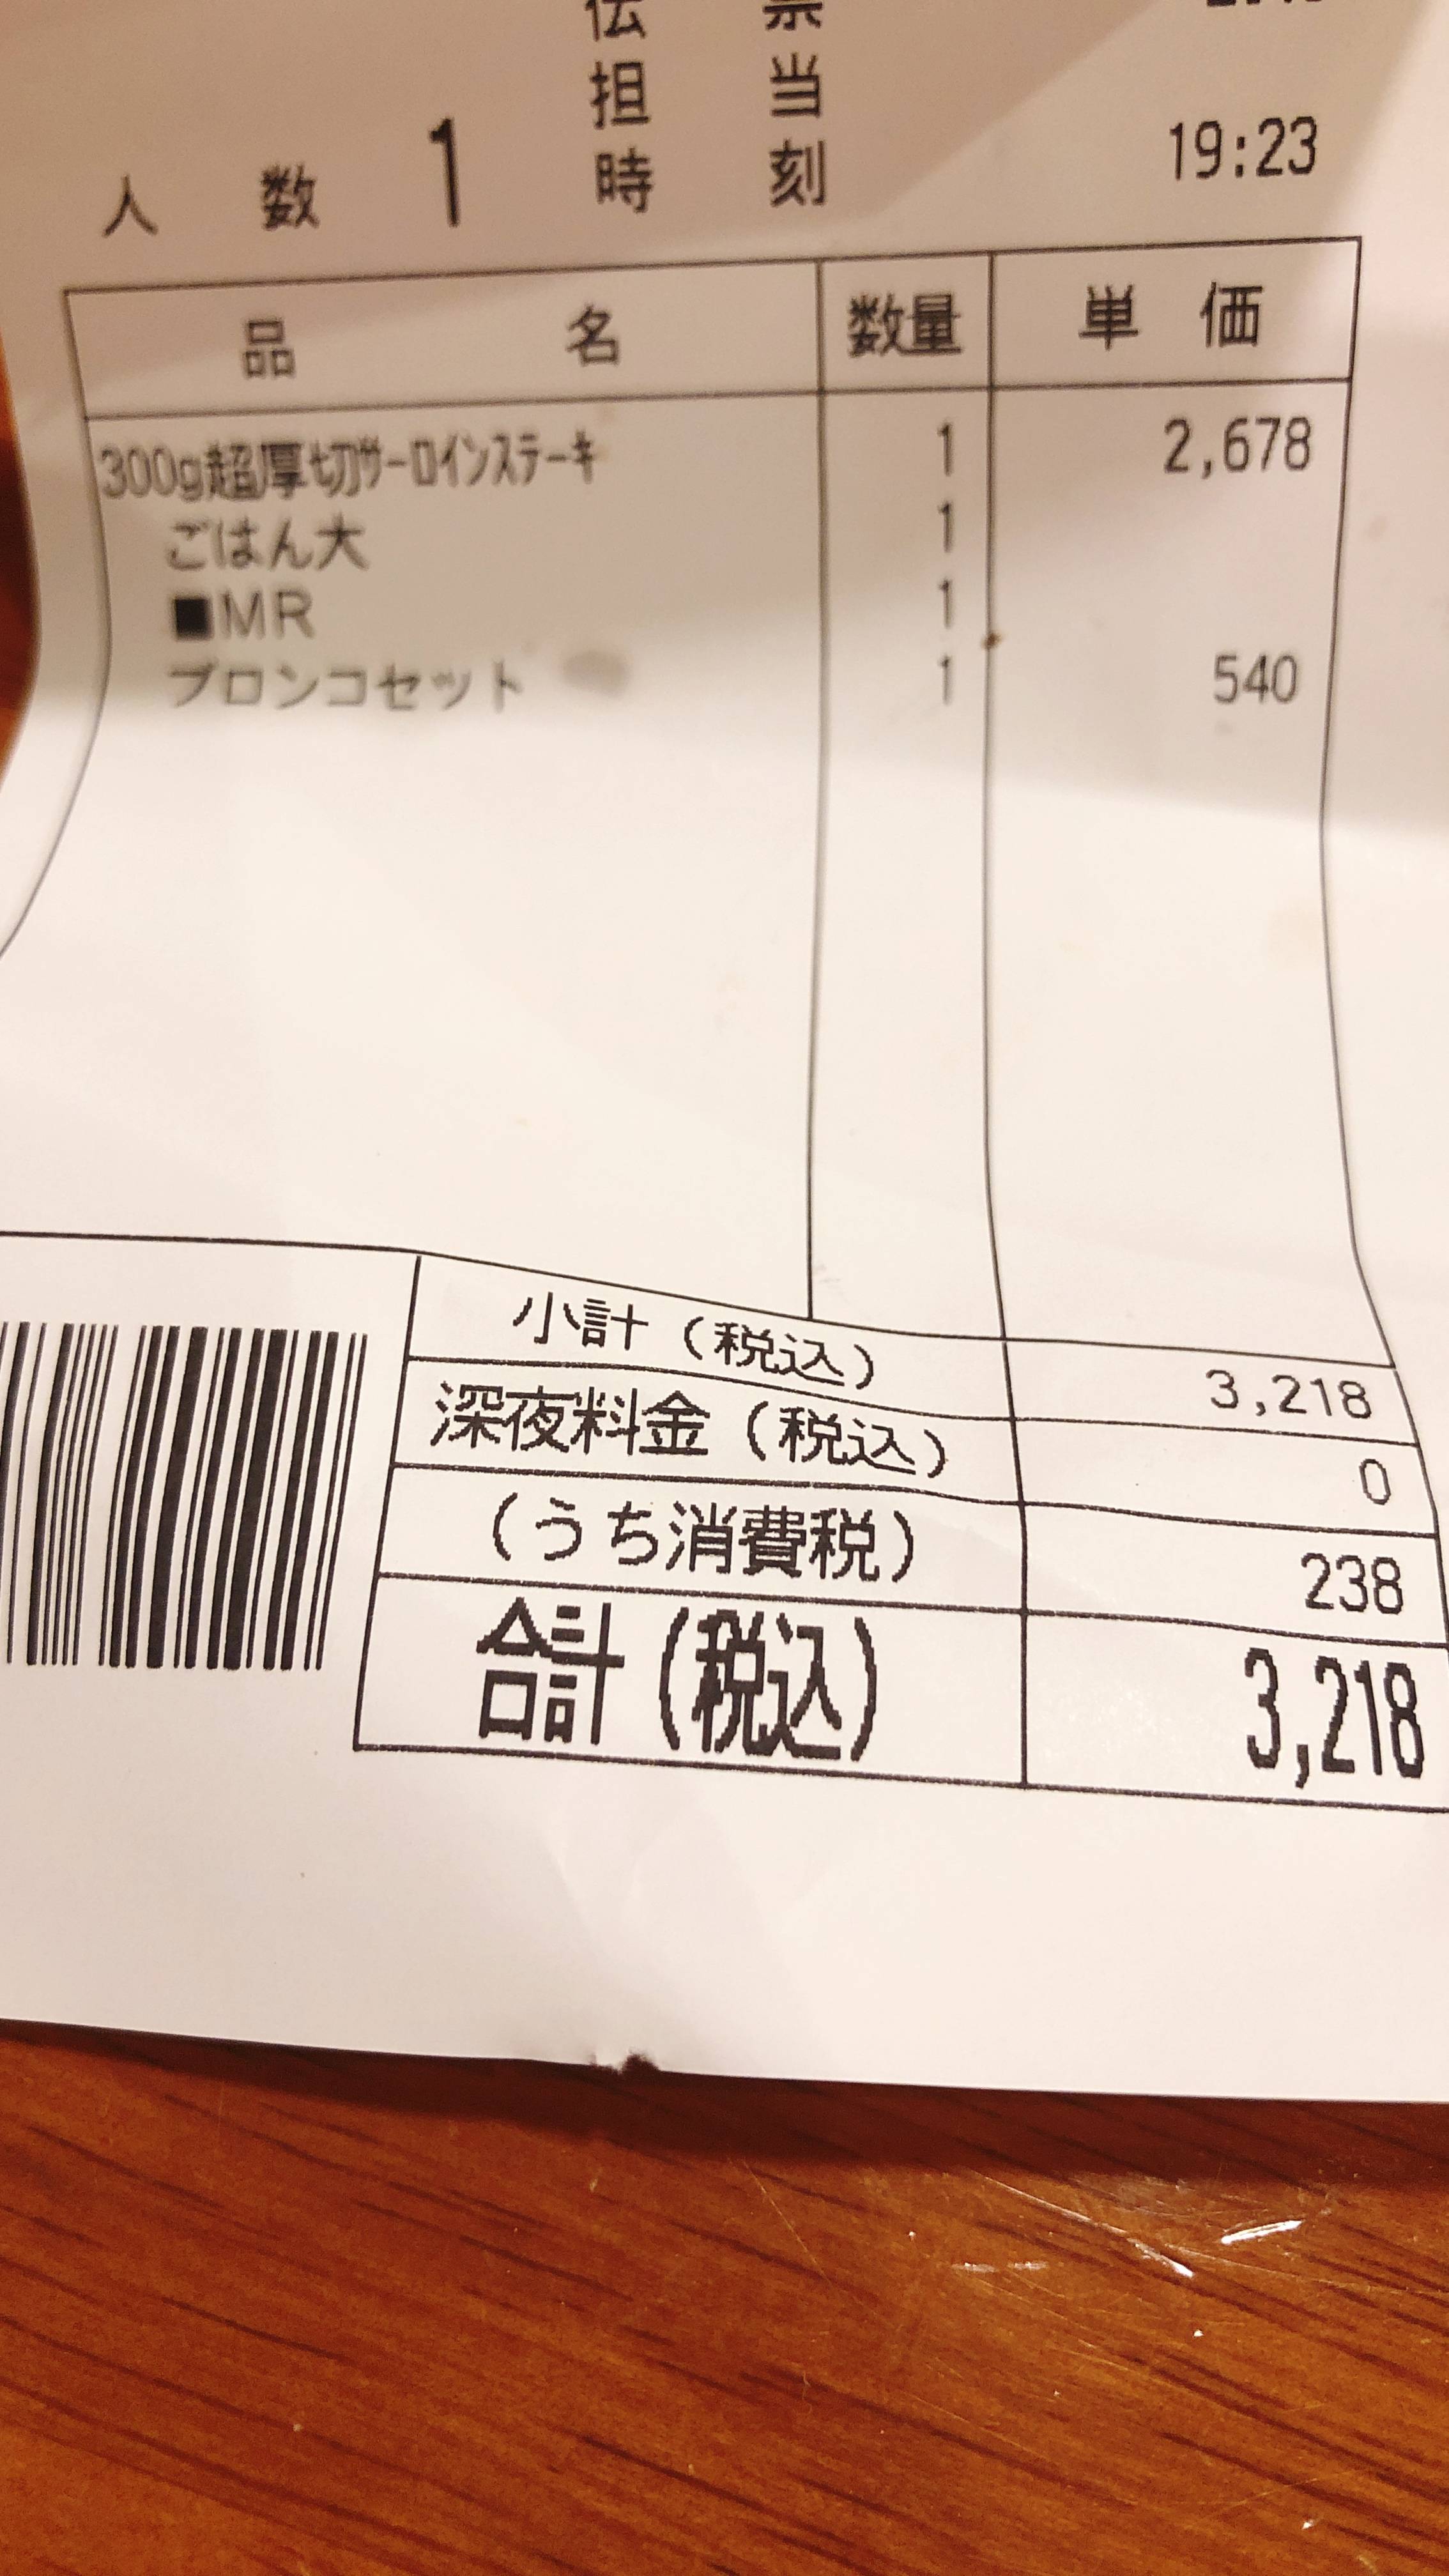 伝票
担当
人数 1 時刻 19:23
品名 数量 単価
300g超厚切サーロインステーキ 1 2,678
ごはん大 1
■MR 1
ブロンコセット 1 540
小計(税込) 3,218
深夜料金(税込) 0
(うち消費税) 238
合計(税込) 3,218